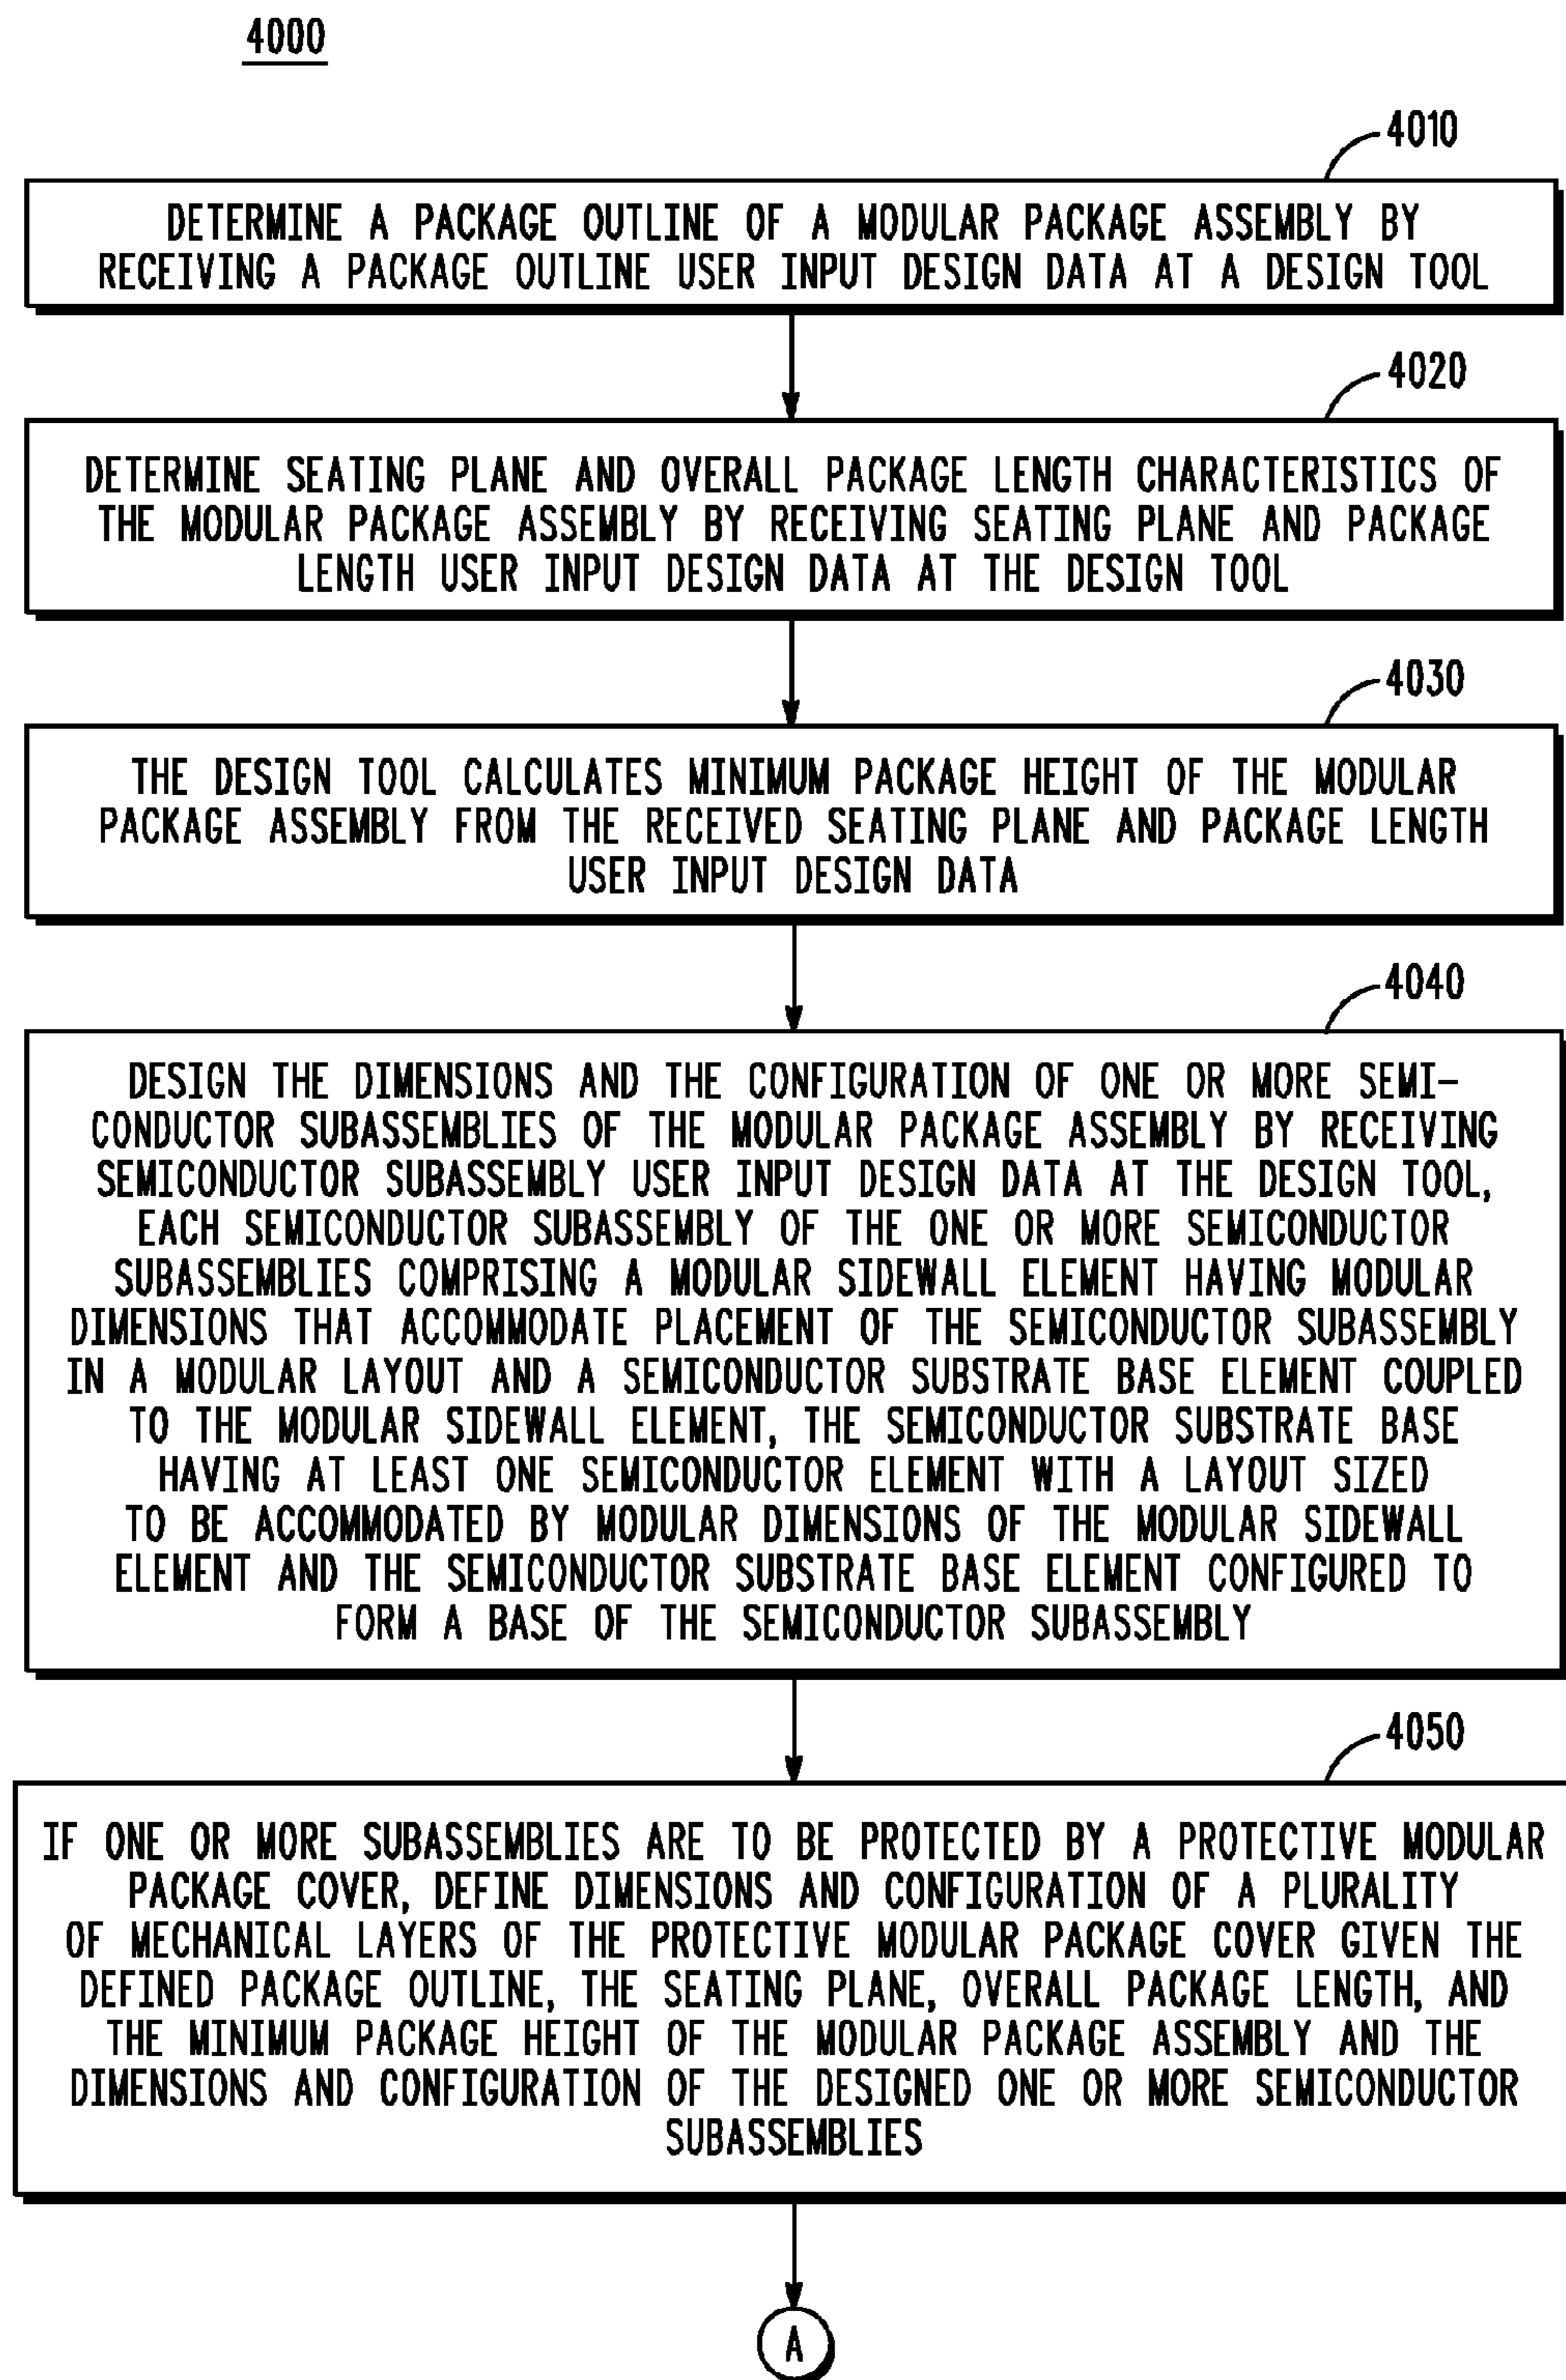 4000
4010
DETERMINE A PACKAGE OUTLINE OF A MODULAR PACKAGE ASSEMBLY BY
RECEIVING A PACKAGE OUTLINE USER INPUT DESIGN DATA AT A DESIGN TOOL
4020
DETERMINE SEATING PLANE AND OVERALL PACKAGE LENGTH CHARACTERISTICS OF
THE MODULAR PACKAGE ASSEMBLY BY RECEIVING SEATING PLANE AND PACKAGE
LENGTH USER INPUT DESIGN DATA AT THE DESIGN TOOL
4030
THE DESIGN TOOL CALCULATES MINIMUM PACKAGE HEIGHT OF THE MODULAR
PACKAGE ASSEMBLY FROM THE RECEIVED SEATING PLANE AND PACKAGE LENGTH
USER INPUT DESIGN DATA
4040
DESIGN THE DIMENSIONS AND THE CONFIGURATION OF ONE OR MORE SEMI-
CONDUCTOR SUBASSEMBLIES OF THE MODULAR PACKAGE ASSEMBLY BY RECEIVING
SEMICONDUCTOR SUBASSEMBLY USER INPUT DESIGN DATA AT THE DESIGN TOOL,
EACH SEMICONDUCTOR SUBASSEMBLY OF THE ONE OR MORE SEMICONDUCTOR
SUBASSEMBLIES COMPRISING A MODULAR SIDEWALL ELEMENT HAVING MODULAR
DIMENSIONS THAT ACCOMMODATE PLACEMENT OF THE SEMICONDUCTOR SUBASSEMBLY
IN A MODULAR LAYOUT AND A SEMICONDUCTOR SUBSTRATE BASE ELEMENT COUPLED
TO THE MODULAR SIDEWALL ELEMENT, THE SEMICONDUCTOR SUBSTRATE BASE
HAVING AT LEAST ONE SEMICONDUCTOR ELEMENT WITH A LAYOUT SIZED
TO BE ACCOMMODATED BY MODULAR DIMENSIONS OF THE MODULAR SIDEWALL
ELEMENT AND THE SEMICONDUCTOR SUBSTRATE BASE ELEMENT CONFIGURED TO
FORM A BASE OF THE SEMICONDUCTOR SUBASSEMBLY
4050
IF ONE OR MORE SUBASSEMBLIES ARE TO BE PROTECTED BY A PROTECTIVE MODULAR
PACKAGE COVER, DEFINE DIMENSIONS AND CONFIGURATION OF A PLURALITY
OF MECHANICAL LAYERS OF THE PROTECTIVE MODULAR PACKAGE COVER GIVEN THE
DEFINED PACKAGE OUTLINE, THE SEATING PLANE, OVERALL PACKAGE LENGTH, AND
THE MINIMUM PACKAGE HEIGHT OF THE MODULAR PACKAGE ASSEMBLY AND THE
DIMENSIONS AND CONFIGURATION OF THE DESIGNED ONE OR MORE SEMICONDUCTOR
SUBASSEMBLIES
A